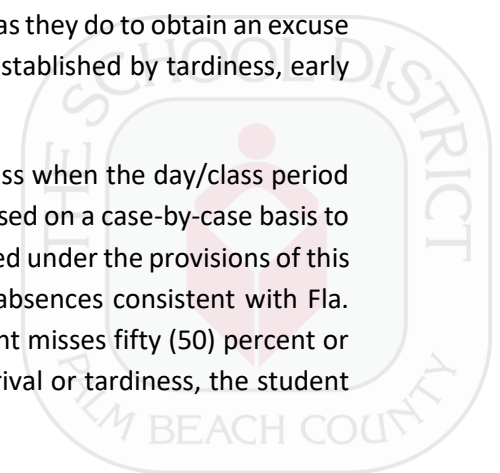 as they do to obtain an excuse
stablished by tardiness, early
ss when the day/class period
sed on a case-by-case basis to
ed under the provisions of this
absences consistent with Fla.
nt misses fifty (50) percent or
rival or tardiness, the student
THE SCHOOL DISTRICT
PALM BEACH COUNTY